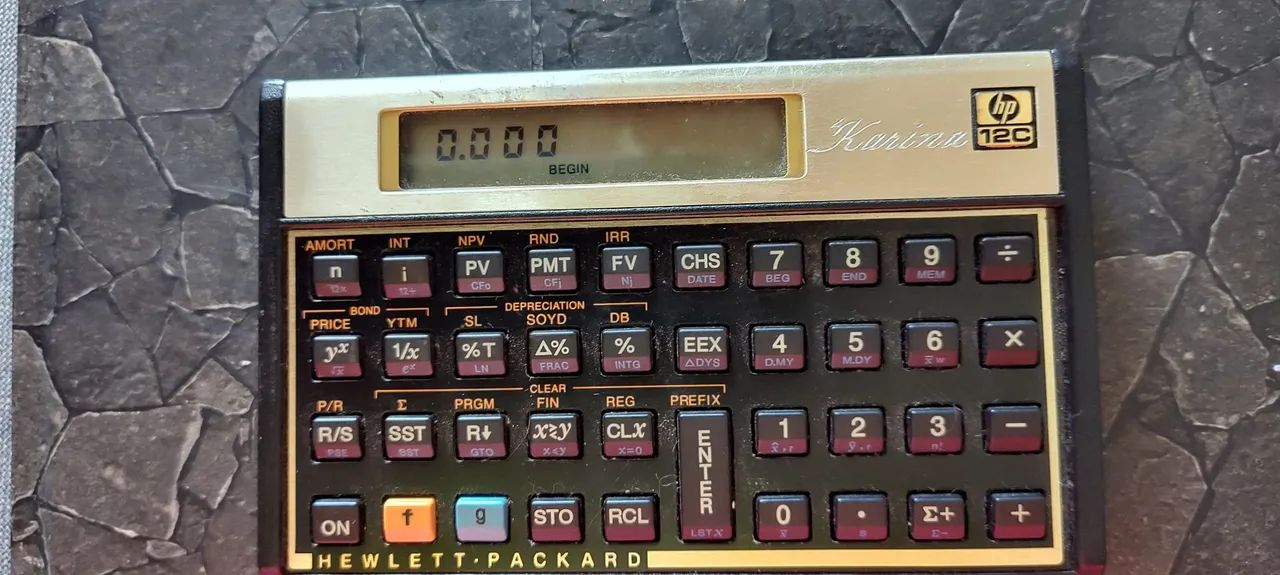 0.000
BEGIN
Karina
hp
12C
AMORT INT NPV RND IRR
n i PV PMT FV CHS 7 8 9 ÷
12x 12÷ CFo CFj Nj DATE BEG END MEM
BOND DEPRECIATION
PRICE YTM SL SOYD DB
yˣ 1/x %T Δ% % EEX 4 5 6 ×
√x eˣ LN FRAC INTG ΔDYS D.MY M.DY x̅w
CLEAR
P/R Σ PRGM FIN REG PREFIX
R/S SST R↓ x≷y CLx ENTER 1 2 3 −
PSE BST GTO x≤y x=0 x̂,r ŷ,r n!
ON f g STO RCL 0 . Σ+ +
LSTx x̅ s Σ−
HEWLETT·PACKARD